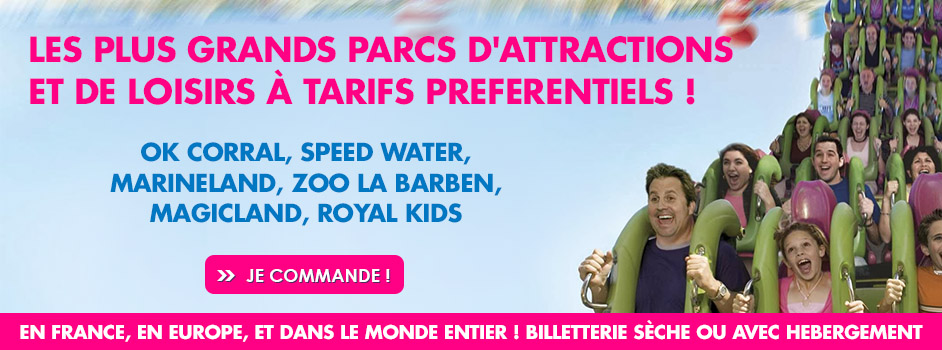 LES PLUS GRANDS PARCS D'ATTRACTIONS
ET DE LOISIRS À TARIFS PREFERENTIELS !
OK CORRAL, SPEED WATER,
MARINELAND, ZOO LA BARBEN,
MAGICLAND, ROYAL KIDS
» JE COMMANDE !
EN FRANCE, EN EUROPE, ET DANS LE MONDE ENTIER ! BILLETTERIE SÈCHE OU AVEC HEBERGEMENT